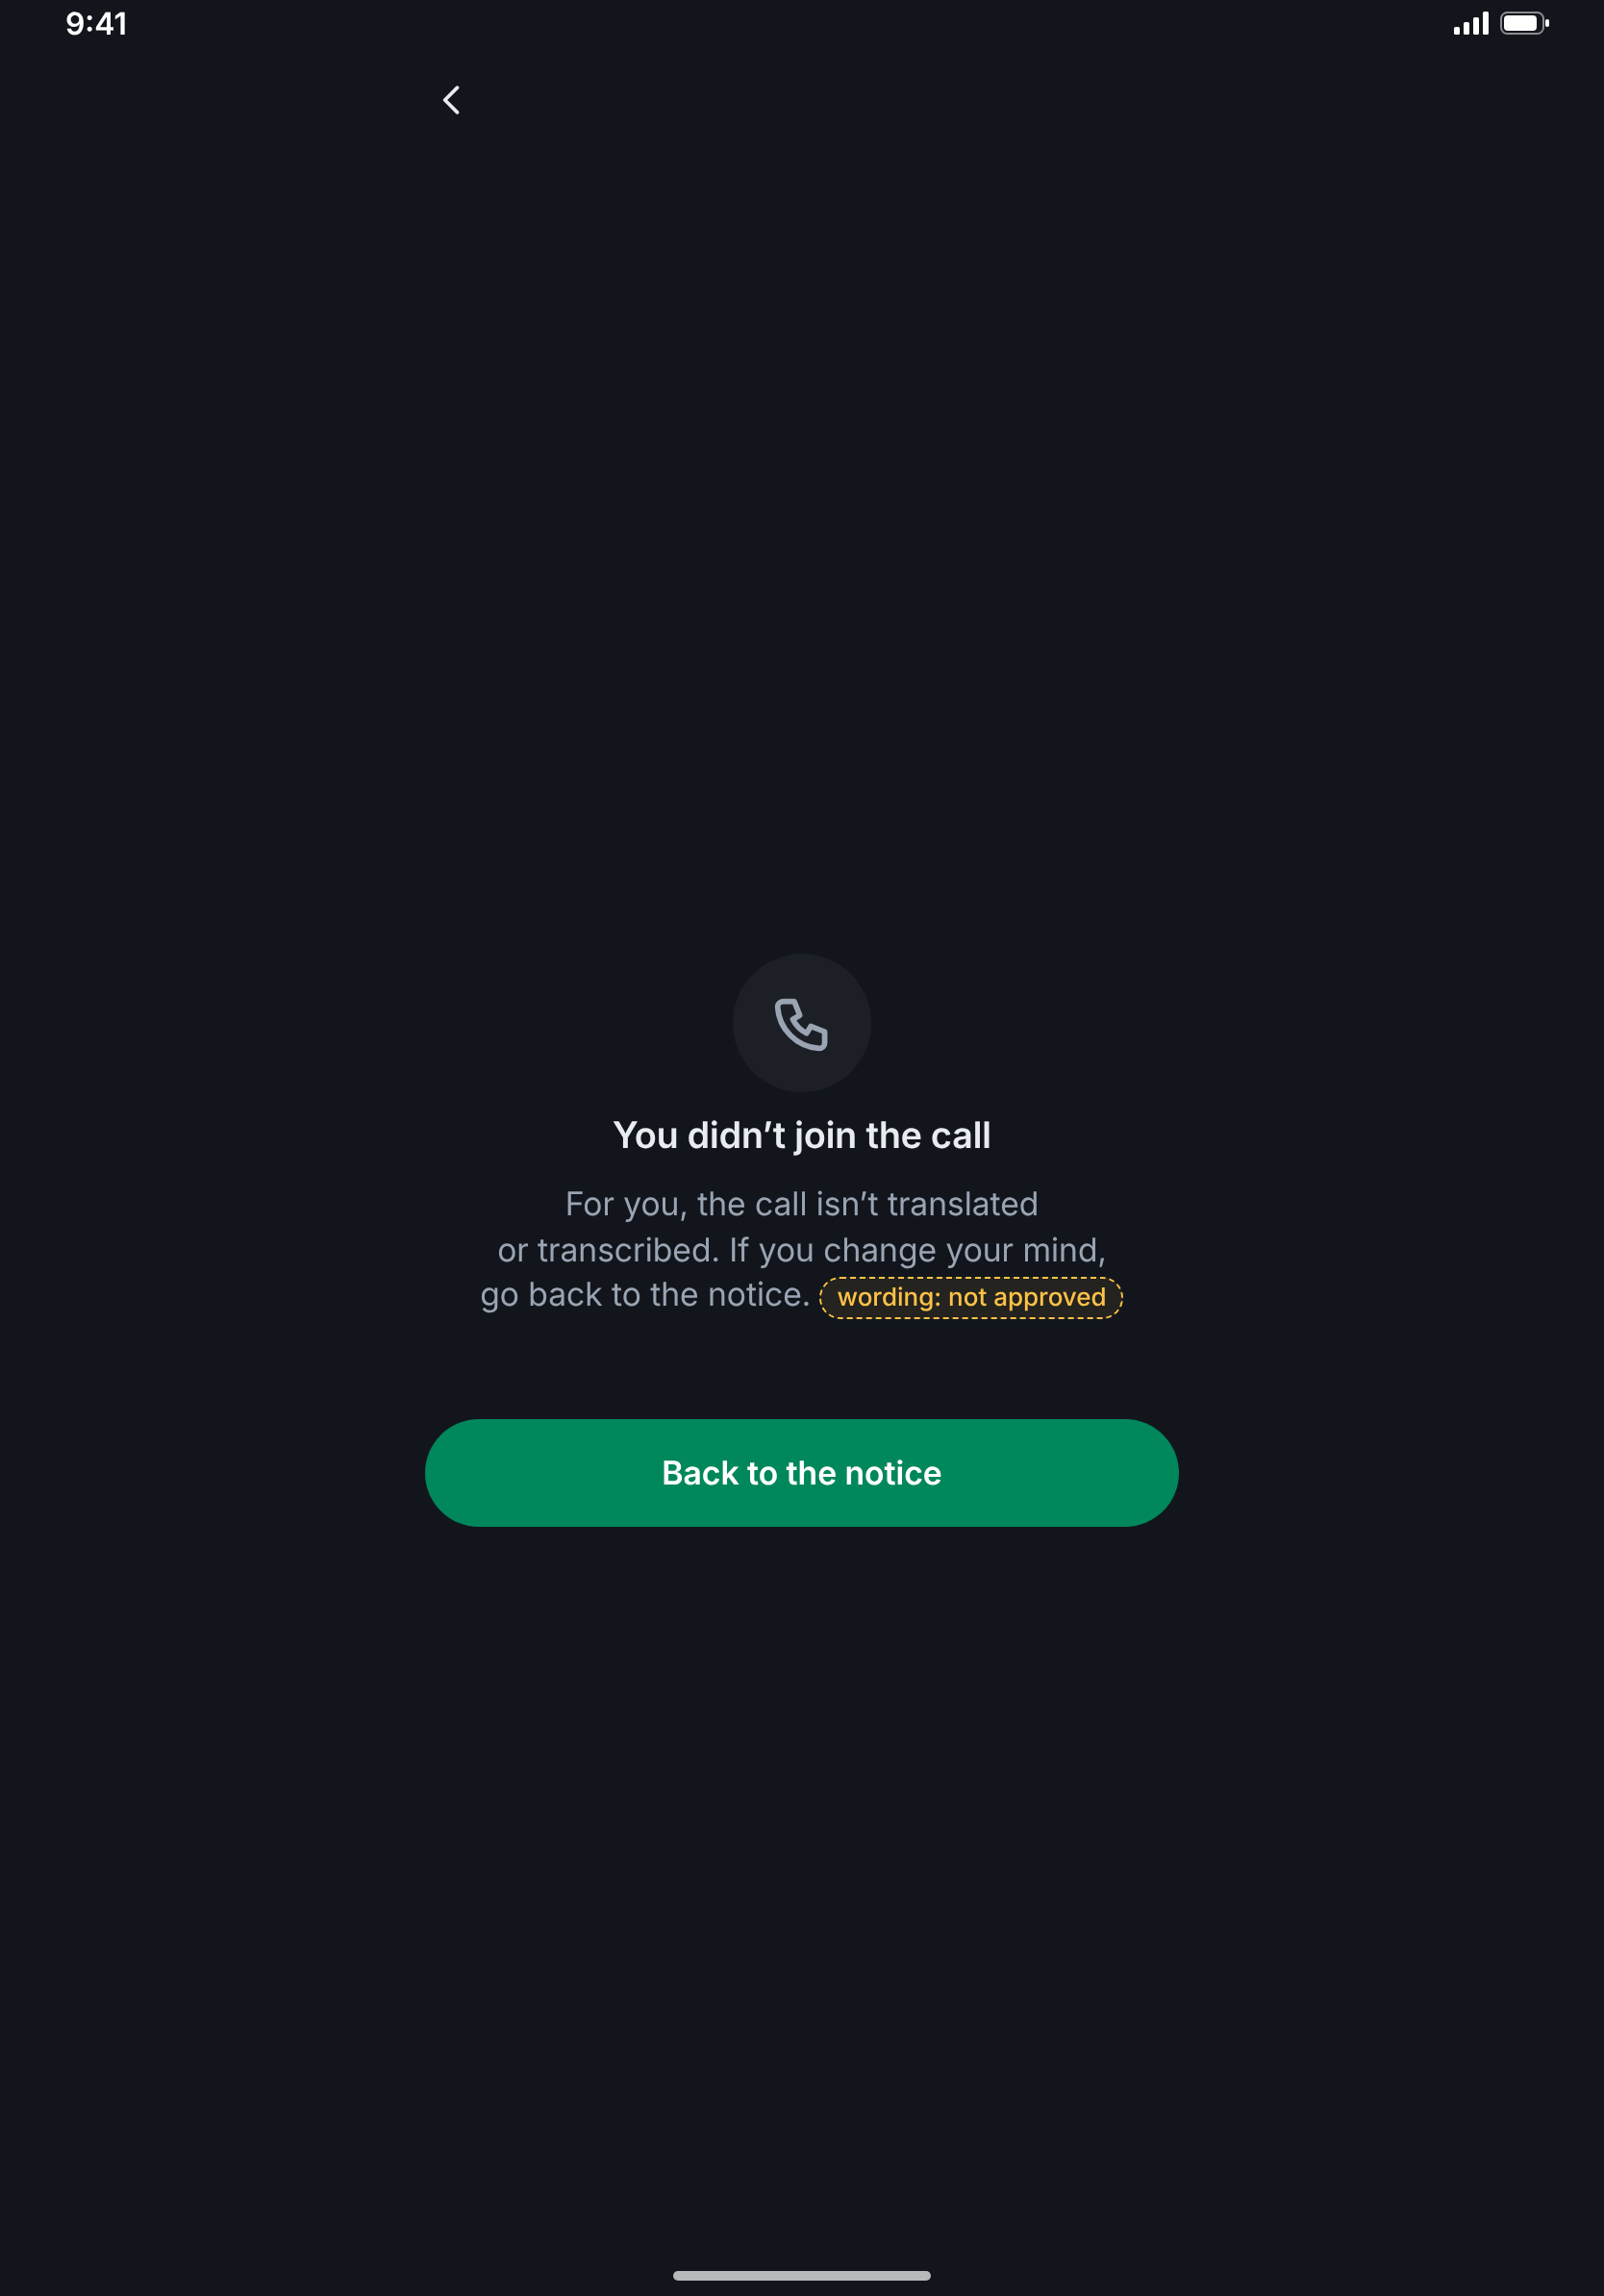 9:41
You didn’t join the call
For you, the call isn’t translated
or transcribed. If you change your mind,
go back to the notice. wording: not approved
Back to the notice